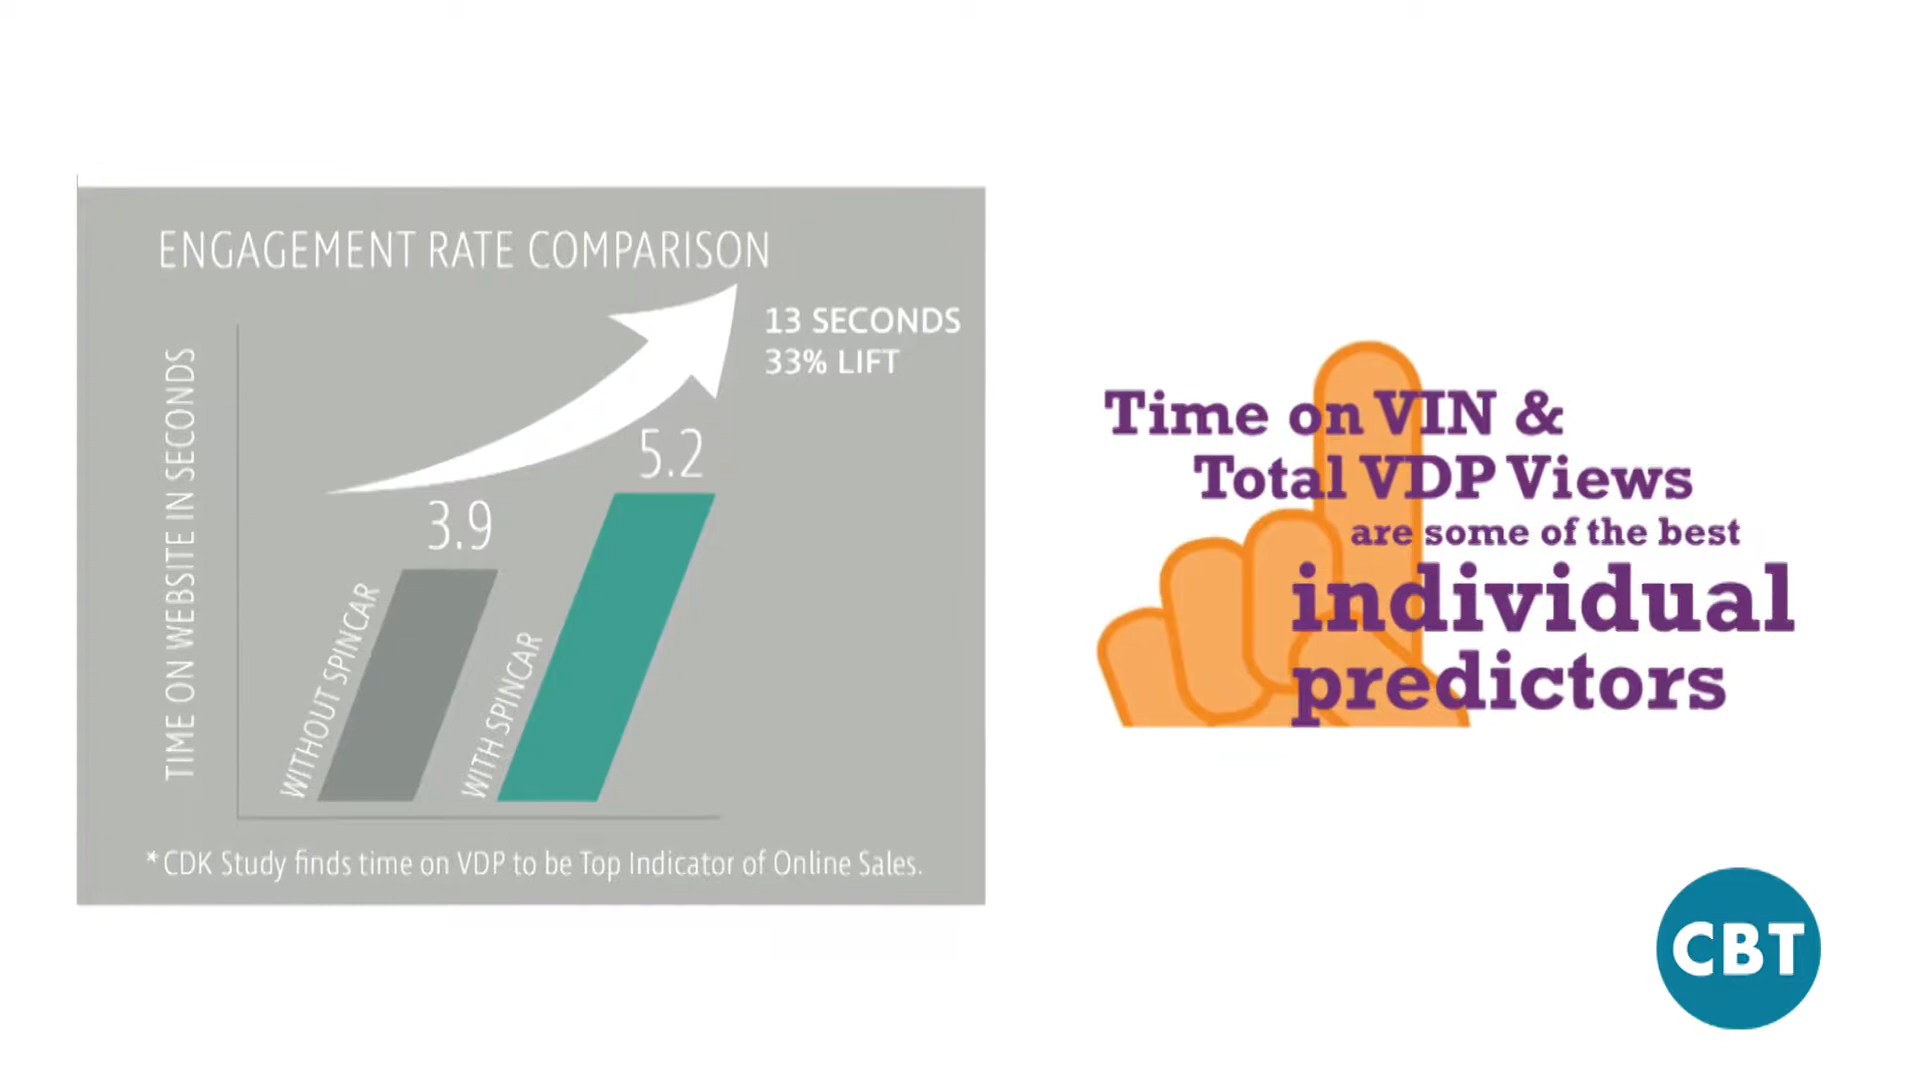 ENGAGEMENT RATE COMPARISON
13 SECONDS
33% LIFT
TIME ON WEBSITE IN SECONDS
3.9
5.2
WITHOUT SPINCAR
WITH SPINCAR
* CDK Study finds time on VDP to be Top Indicator of Online Sales.
Time on VIN &
Total VDP Views
are some of the best
individual
predictors
CBT